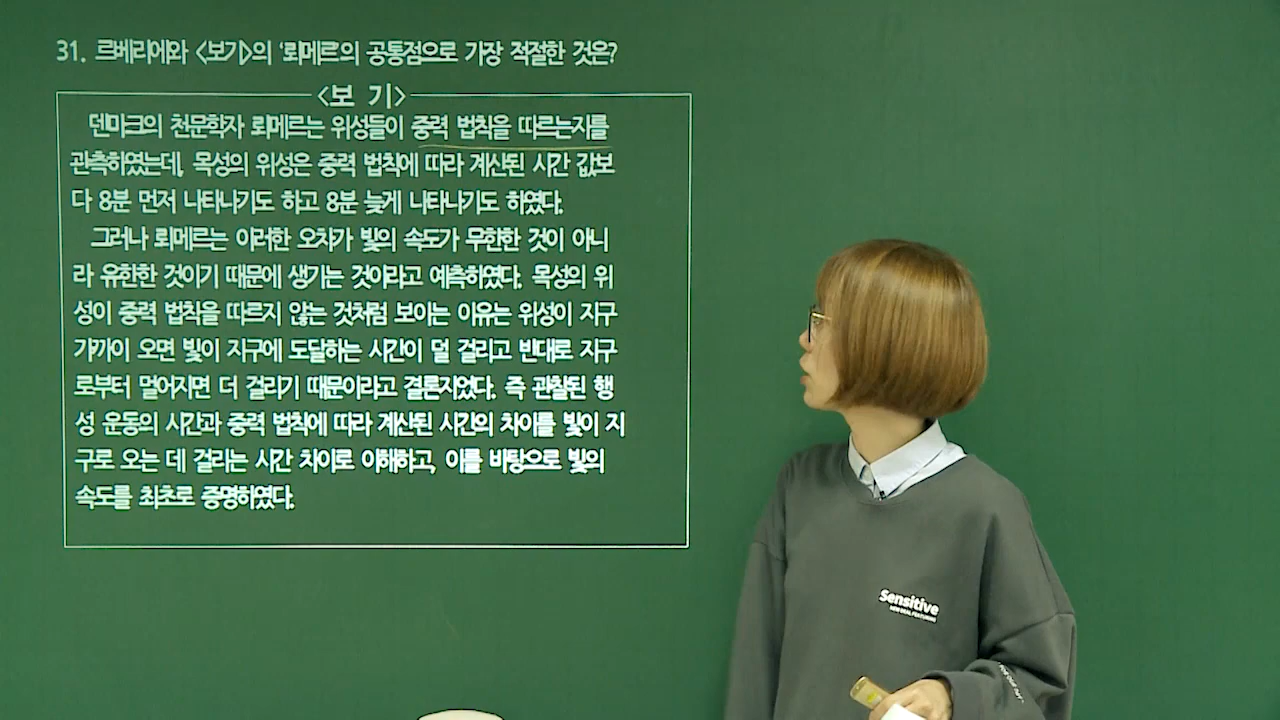 31. 르베리에와 <보기>의 '뢰메르의 공통점으로 가장 적절한 것은?
<보 기>
덴마크의 천문학자 뢰메르는 위성들이 중력 법칙을 따르는지를
관측하였는데, 목성의 위성은 중력 법칙에 따라 계산된 시간 값보
다 8분 먼저 나타나기도 하고 8분 늦게 나타나기도 하였다.
그러나 뢰메르는 이러한 오차가 빛의 속도가 무한한 것이 아니
라 유한한 것이기 때문에 생기는 것이라고 예측하였다. 목성의 위
성이 중력 법칙을 따르지 않는 것처럼 보이는 이유는 위성이 지구
가까이 오면 빛이 지구에 도달하는 시간이 덜 걸리고 반대로 지구
로부터 멀어지면 더 걸리기 때문이라고 결론지었다. 즉 관찰된 행
성 운동의 시간과 중력 법칙에 따라 계산된 시간의 차이를 빛이 지
구로 오는 데 걸리는 시간 차이로 이해하고, 이를 바탕으로 빛의
속도를 최초로 증명하였다.
Sensitive